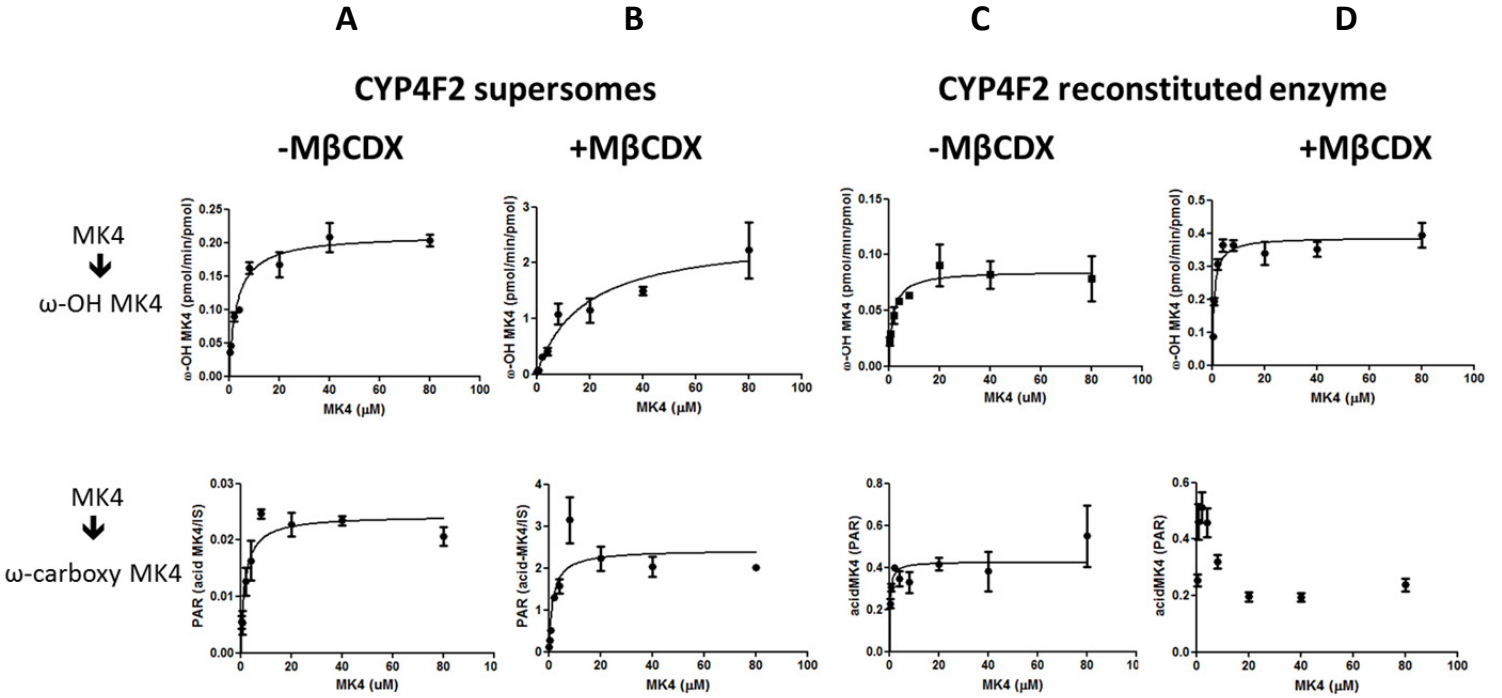 A B C D
CYP4F2 supersomes CYP4F2 reconstituted enzyme
-MβCDX +MβCDX -MβCDX +MβCDX
MK4
ω-OH MK4
ω-OH MK4 (pmol/min/pmol)
0.25
0.20
0.15
0.10
0.05
0.00
0 20 40 60 80 100
MK4 (μM)
ω-OH MK4 (pmol/min/pmol)
3
2
1
0
0 20 40 60 80 100
MK4 (μM)
ω-OH MK4 (pmol/min/pmol)
0.15
0.10
0.05
0.00
0 20 40 60 80 100
MK4 (uM)
ω-OH MK4 (pmol/min/pmol)
0.5
0.4
0.3
0.2
0.1
0.0
0 20 40 60 80 100
MK4 (μM)
MK4
ω-carboxy MK4
PAR (acid MK4/IS)
0.03
0.02
0.01
0.00
0 20 40 60 80 100
MK4 (uM)
PAR (acid-MK4/IS)
4
3
2
1
0
0 20 40 60 80 100
MK4 (μM)
acidMK4 (PAR)
0.8
0.6
0.4
0.2
0.0
0 20 40 60 80
MK4 (μM)
acidMK4 (PAR)
0.6
0.4
0.2
0.0
0 20 40 60 80 100
MK4 (μM)